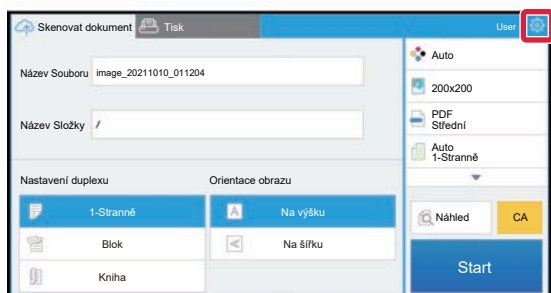 Skenovat dokument Tisk User
Název Souboru image_20211010_011204
Název Složky /
Nastavení duplexu
1-Stranně
Blok
Kniha
Orientace obrazu
A Na výšku
Na šířku
Auto
200x200
PDF
Střední
Auto
1-Stranně
Náhled CA
Start